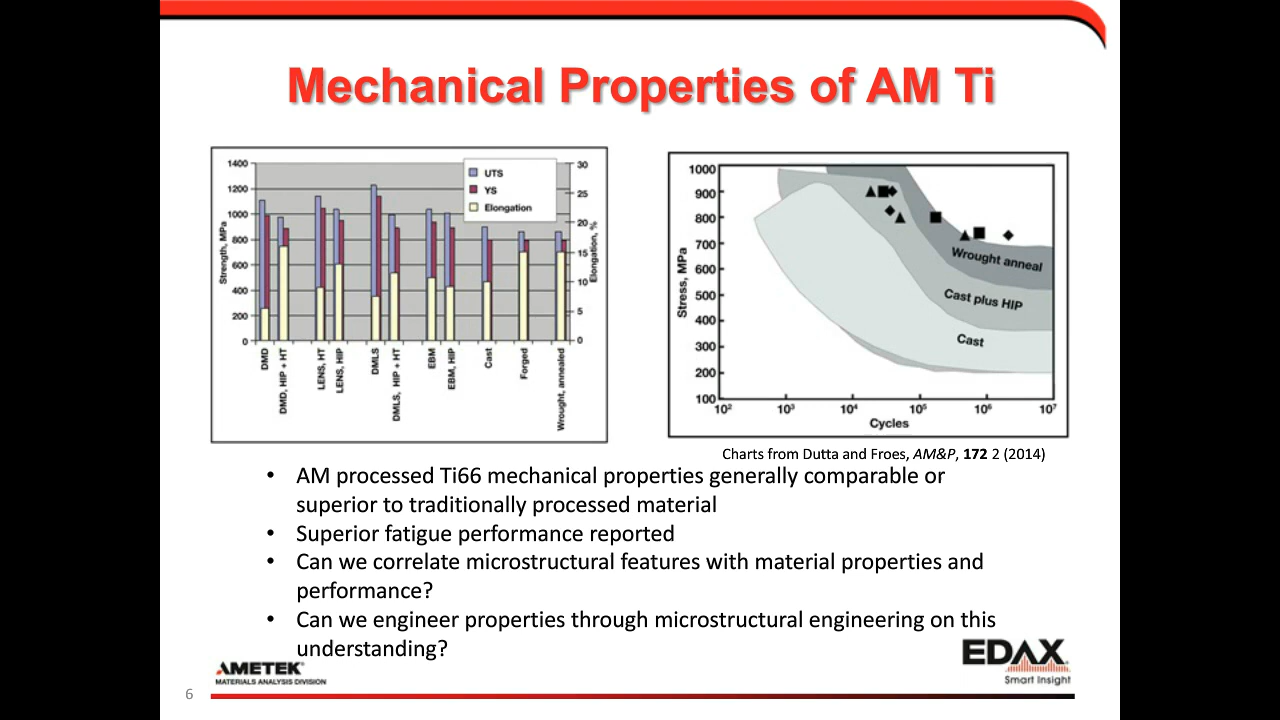 Mechanical Properties of AM Ti
1400
1200
1000
800
600
400
200
0
Strength, MPa
30
25
20
15
10
5
0
Elongation, %
UTS
YS
Elongation
DMD
DMD, HIP + HT
LENS, HT
LENS, HIP
DMLS
DMLS, HIP + HT
EBM
EBM, HIP
Cast
Forged
Wrought, annealed
1000
900
800
700
600
500
400
300
200
100
Stress, MPa
Wrought anneal
Cast plus HIP
Cast
10² 10³ 10⁴ 10⁵ 10⁶ 10⁷
Cycles
Charts from Dutta and Froes, AM&P, 172 2 (2014)
• AM processed Ti66 mechanical properties generally comparable or
superior to traditionally processed material
• Superior fatigue performance reported
• Can we correlate microstructural features with material properties and
performance?
• Can we engineer properties through microstructural engineering on this
understanding?
AMETEK®
MATERIALS ANALYSIS DIVISION
EDAX
Smart Insight
6